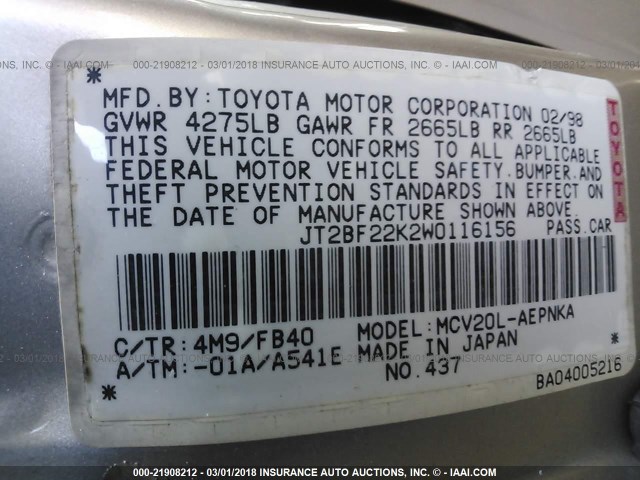 000-21908212 - 03/01/2018 INSURANCE AUTO AUCTIONS, INC. - © IAAI.COM
* MFD.BY:TOYOTA MOTOR CORPORATION 02/98
GVWR 4275LB GAWR FR 2665LB RR 2665LB
THIS VEHICLE CONFORMS TO ALL APPLICABLE
FEDERAL MOTOR VEHICLE SAFETY.BUMPER.AND
THEFT PREVENTION STANDARDS IN EFFECT ON
THE DATE OF MANUFACTURE SHOWN ABOVE.
JT2BF22K2W0116156 PASS.CAR
TOYOTA
C/TR:4M9/FB40 MODEL:MCV20L-AEPNKA
A/TM:-01A/A541E MADE IN JAPAN
* NO.437 BA04005216
000-21908212 - 03/01/2018 INSURANCE AUTO AUCTIONS, INC. - © IAAI.COM